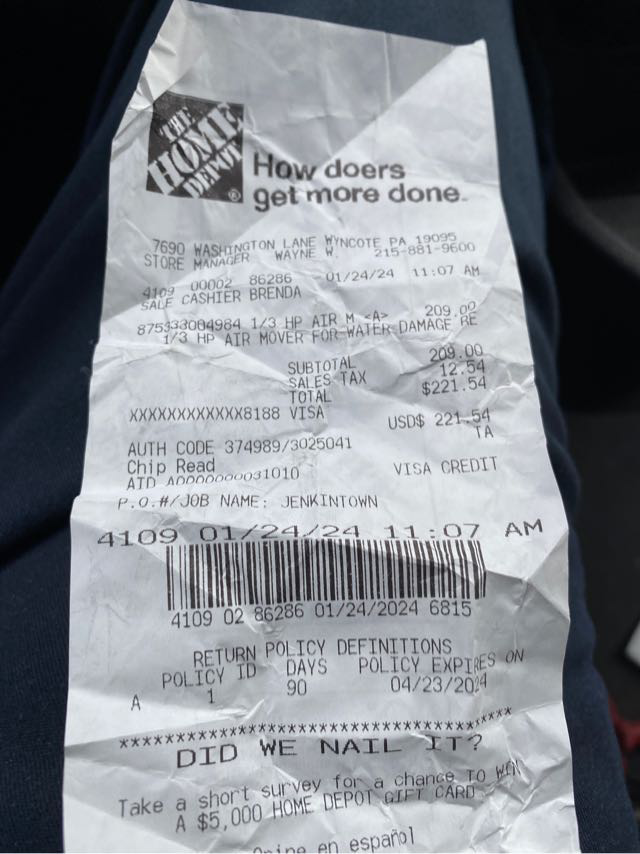 THE
HOME
DEPOT
®
How doers
get more done.
7690 WASHINGTON LANE WYNCOTE PA 19095
STORE MANAGER WAYNE W. 215-881-9600
4109 00002 86286 01/24/24 11:07 AM
SALE CASHIER BRENDA
875333004984 1/3 HP AIR M <A> 209.00
1/3 HP AIR MOVER FOR WATER DAMAGE RE
SUBTOTAL 209.00
SALES TAX 12.54
TOTAL $221.54
XXXXXXXXXXXX8188 VISA
USD$ 221.54
TA
AUTH CODE 374989/3025041
Chip Read
AID A0000000031010 VISA CREDIT
P.O.#/JOB NAME: JENKINTOWN
4109 01/24/24 11:07 AM
4109 02 86286 01/24/2024 6815
RETURN POLICY DEFINITIONS
POLICY ID DAYS POLICY EXPIRES ON
A 1 90 04/23/2024
****************************************
DID WE NAIL IT?
Take a short survey for a chance TO WIN
A $5,000 HOME DEPOT GIFT CARD
en español